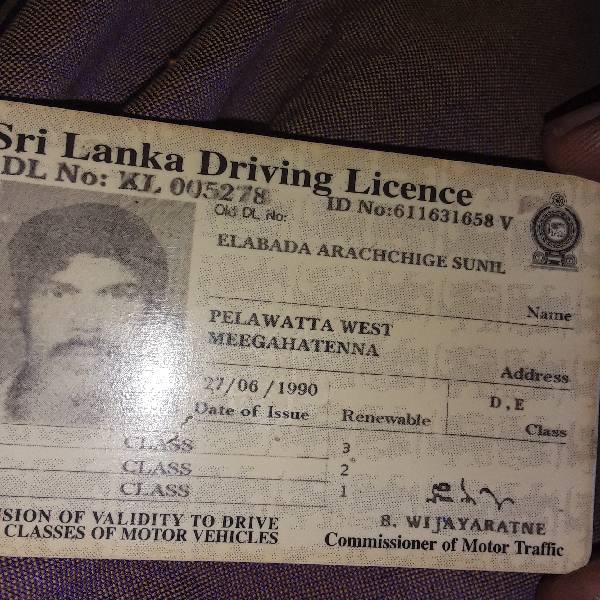 Sri Lanka Driving Licence
DL No: XL 005278
Old DL No:
ID No:611631658 V
ELABADA ARACHCHIGE SUNIL
Name
PELAWATTA WEST
MEEGAHATENNA
Address
27/06/1990
Date of Issue
Renewable
D,E
Class
CLASS 3
CLASS 2
CLASS 1
SION OF VALIDITY TO DRIVE
CLASSES OF MOTOR VEHICLES
B. WIJAYARATNE
Commissioner of Motor Traffic